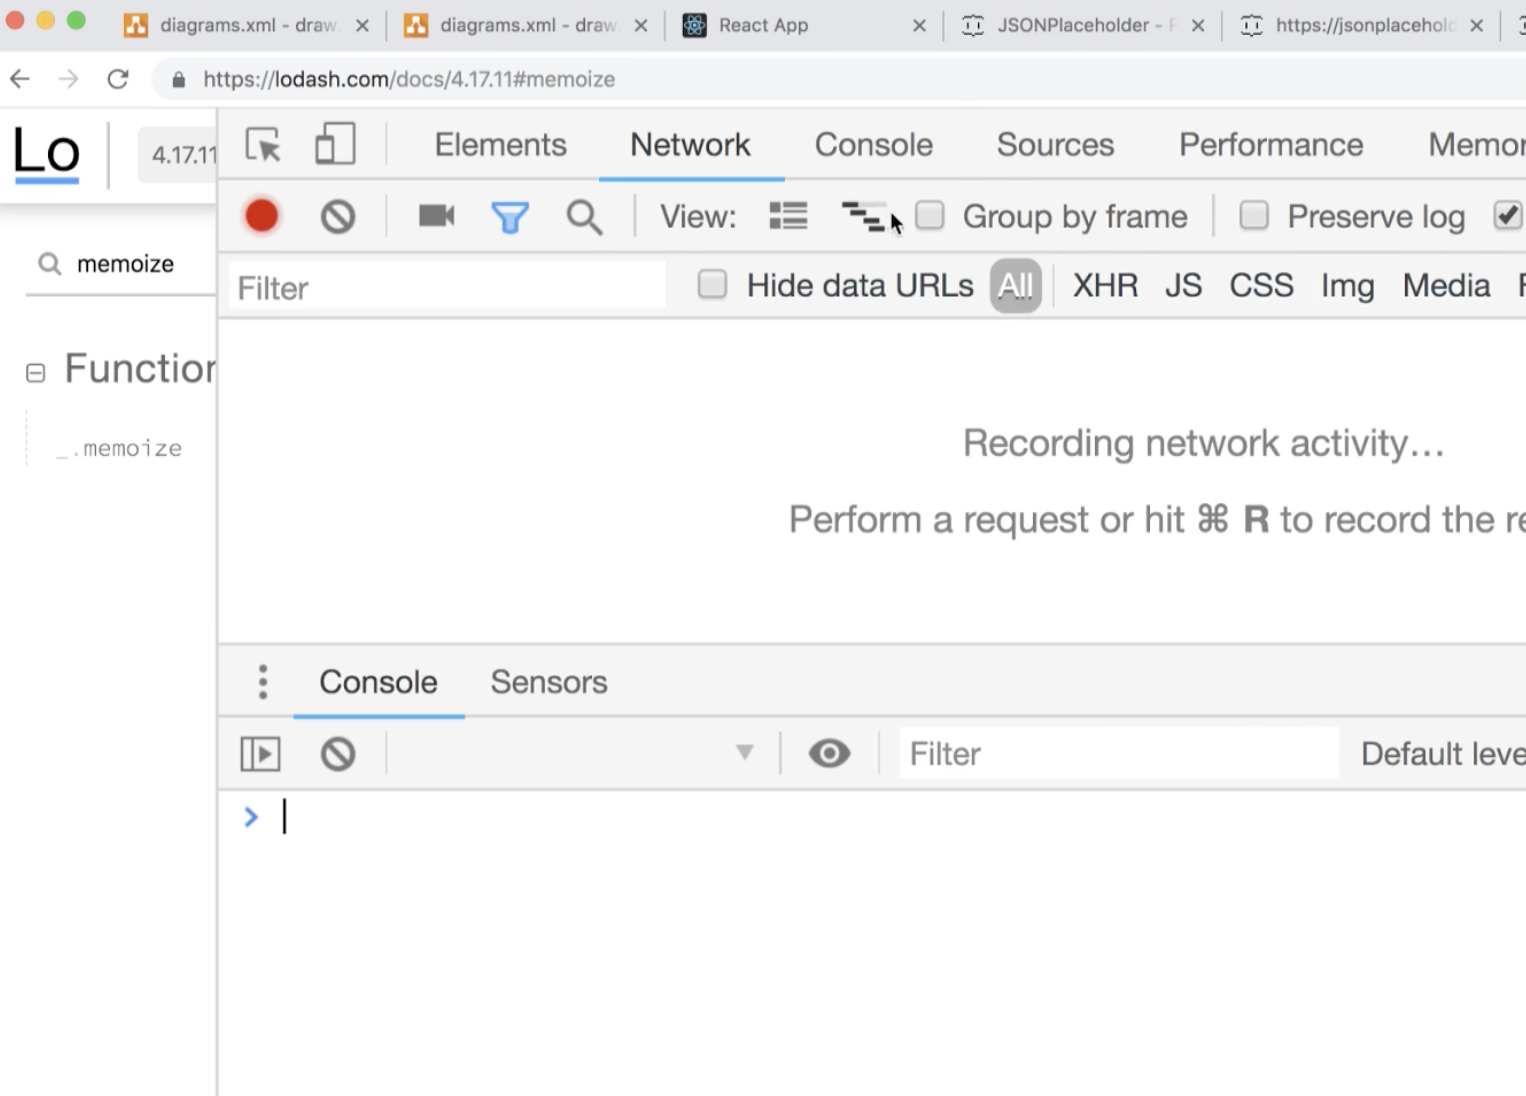 diagrams.xml - draw
diagrams.xml - draw
React App
JSONPlaceholder - F
https://jsonplacehold
https://lodash.com/docs/4.17.11#memoize
Lo
4.17.11
Elements
Network
Console
Sources
Performance
Memor
View:
Group by frame
Preserve log
memoize
Filter
Hide data URLs
All
XHR
JS
CSS
Img
Media
F
Function
_.memoize
Recording network activity…
Perform a request or hit ⌘ R to record the re
Console
Sensors
Filter
Default leve
>